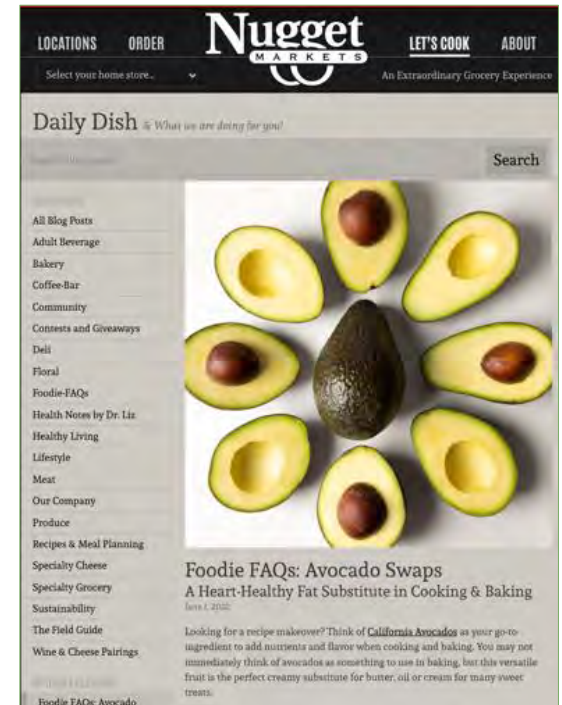 LOCATIONS ORDER
Nugget
MARKETS
LET'S COOK ABOUT
Select your home store..
An Extraordinary Grocery Experience
Daily Dish & What we are doing for you!
Search
All Blog Posts
Adult Beverage
Bakery
Coffee-Bar
Community
Contests and Giveaways
Deli
Floral
Foodie-FAQs
Health Notes by Dr. Liz
Healthy Living
Lifestyle
Meat
Our Company
Produce
Recipes & Meal Planning
Specialty Cheese
Specialty Grocery
Sustainability
The Field Guide
Wine & Cheese Pairings
Foodie FAQs: Avocado
Foodie FAQs: Avocado Swaps
A Heart-Healthy Fat Substitute in Cooking & Baking
June 1, 2022
Looking for a recipe makeover? Think of California Avocados as your go-to
ingredient to add nutrients and flavor when cooking and baking. You may not
immediately think of avocados as something to use in baking, but this versatile
fruit is the perfect creamy substitute for butter, oil or cream for many sweet
treats.